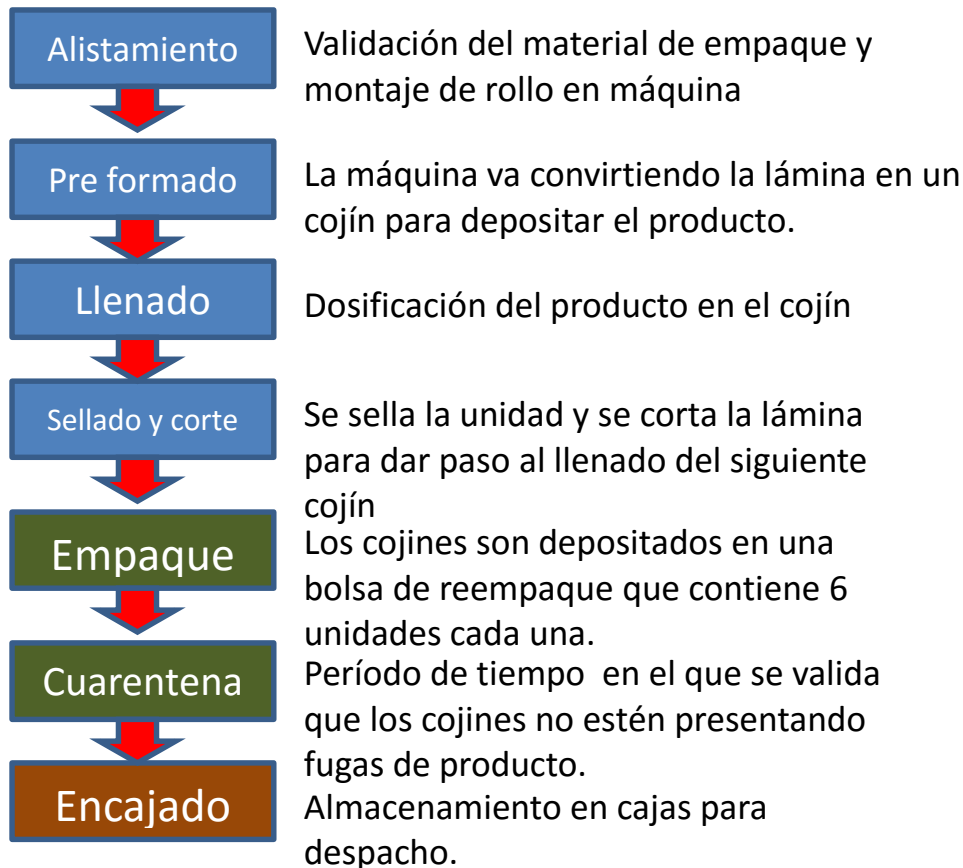 Alistamiento
Validación del material de empaque y
montaje de rollo en máquina
Pre formado
La máquina va convirtiendo la lámina en un
cojín para depositar el producto.
Llenado
Dosificación del producto en el cojín
Sellado y corte
Se sella la unidad y se corta la lámina
para dar paso al llenado del siguiente
cojín
Empaque
Los cojines son depositados en una
bolsa de reempaque que contiene 6
unidades cada una.
Cuarentena
Período de tiempo  en el que se valida
que los cojines no estén presentando
fugas de producto.
Encajado
Almacenamiento en cajas para
despacho.